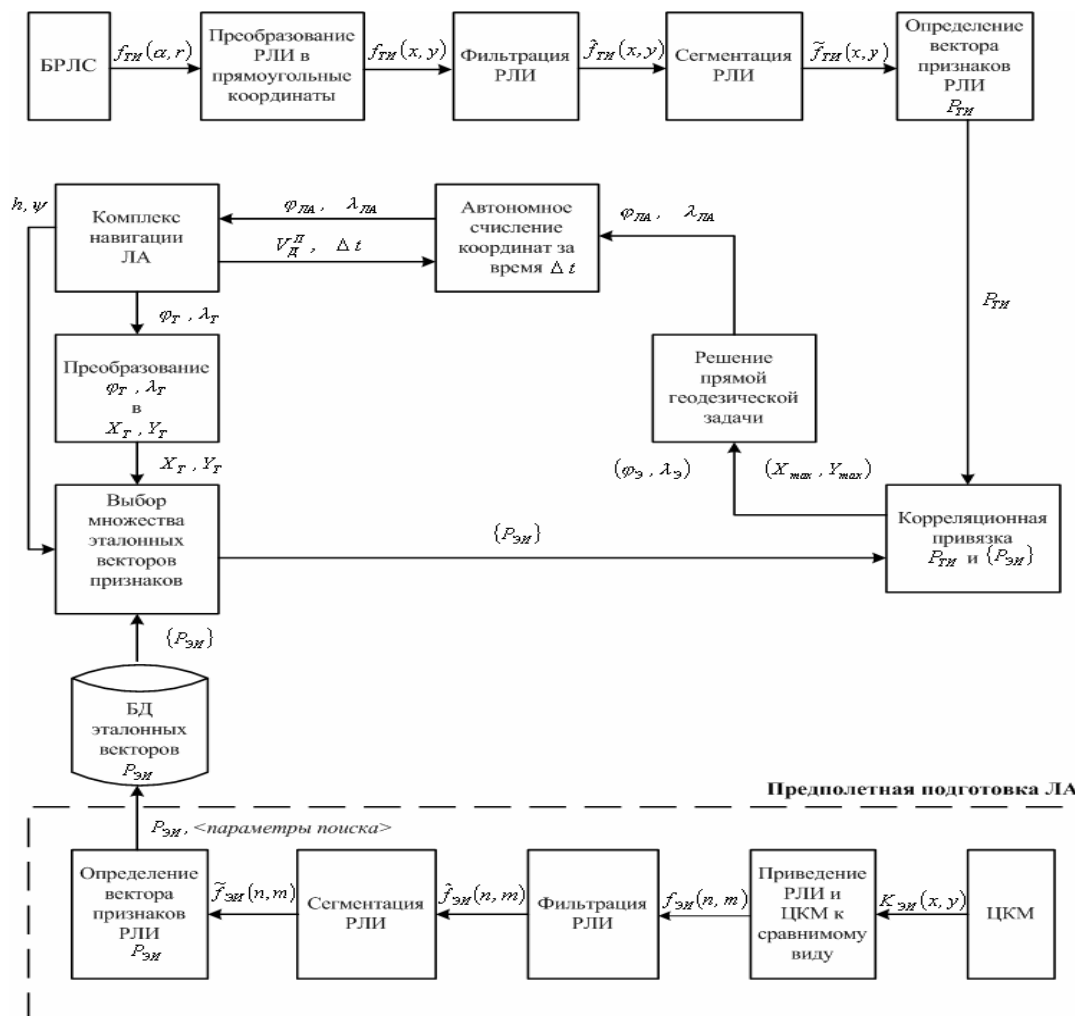 БРЛС
f_ТИ(α, r)
Преобразование
РЛИ в
прямоугольные
координаты
f_ТИ(x, y)
Фильтрация
РЛИ
f̂_ТИ(x, y)
Сегментация
РЛИ
f̃_ТИ(x, y)
Определение
вектора
признаков
РЛИ
P_ТИ
h, ψ
Комплекс
навигации
ЛА
φ_ЛА, λ_ЛА
V_Д^П, Δt
Автономное
счисление
координат за
время Δt
φ_ЛА, λ_ЛА
P_ТИ
φ_Т, λ_Т
Преобразование
φ_Т, λ_Т
в
X_Т, Y_Т
Решение
прямой
геодезической
задачи
X_Т, Y_Т
(φ_Э, λ_Э)
(X_max, Y_max)
Выбор
множества
эталонных
векторов
признаков
{P_ЭИ}
Корреляционная
привязка
P_ТИ и {P_ЭИ}
{P_ЭИ}
БД
эталонных
векторов
P_ЭИ
Предполетная подготовка ЛА
P_ЭИ, <параметры поиска>
Определение
вектора
признаков
РЛИ
P_ЭИ
f̃_ЭИ(n, m)
Сегментация
РЛИ
f̂_ЭИ(n, m)
Фильтрация
РЛИ
f_ЭИ(n, m)
Приведение
РЛИ и
ЦКМ к
сравнимому
виду
K_ЭИ(x, y)
ЦКМ